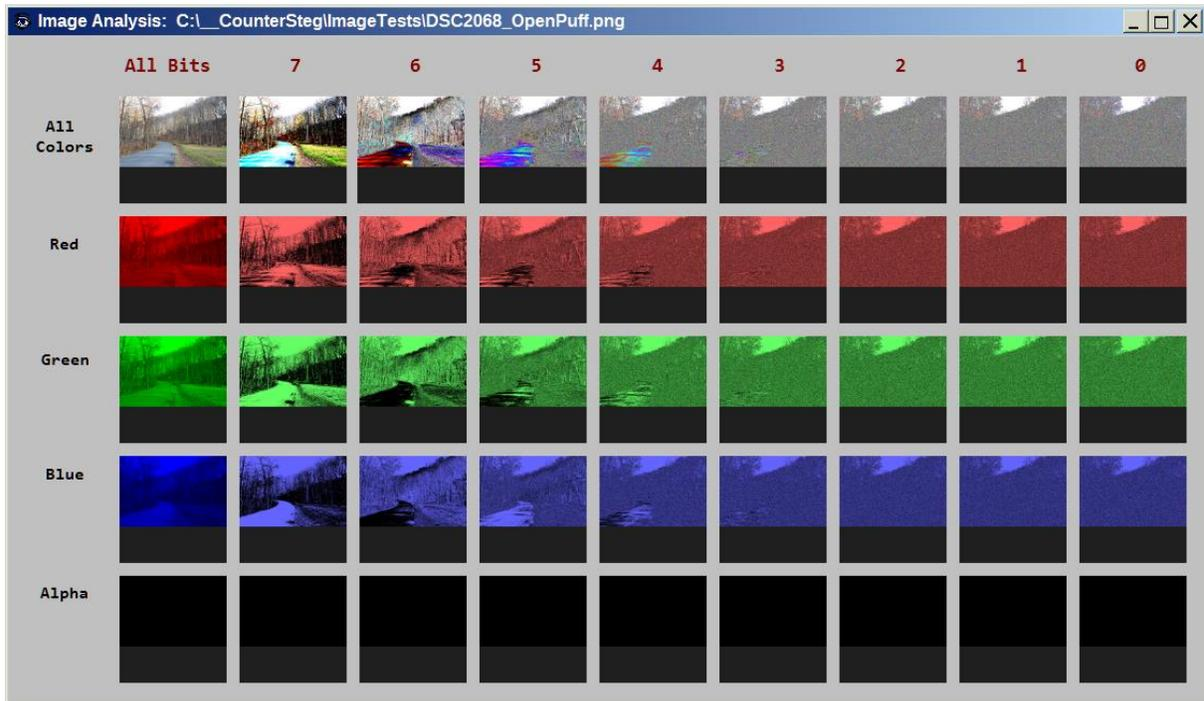 Image Analysis: C:\__CounterSteg\ImageTests\DSC2068_OpenPuff.png
All Bits 7 6 5 4 3 2 1 0
All
Colors
Red
Green
Blue
Alpha